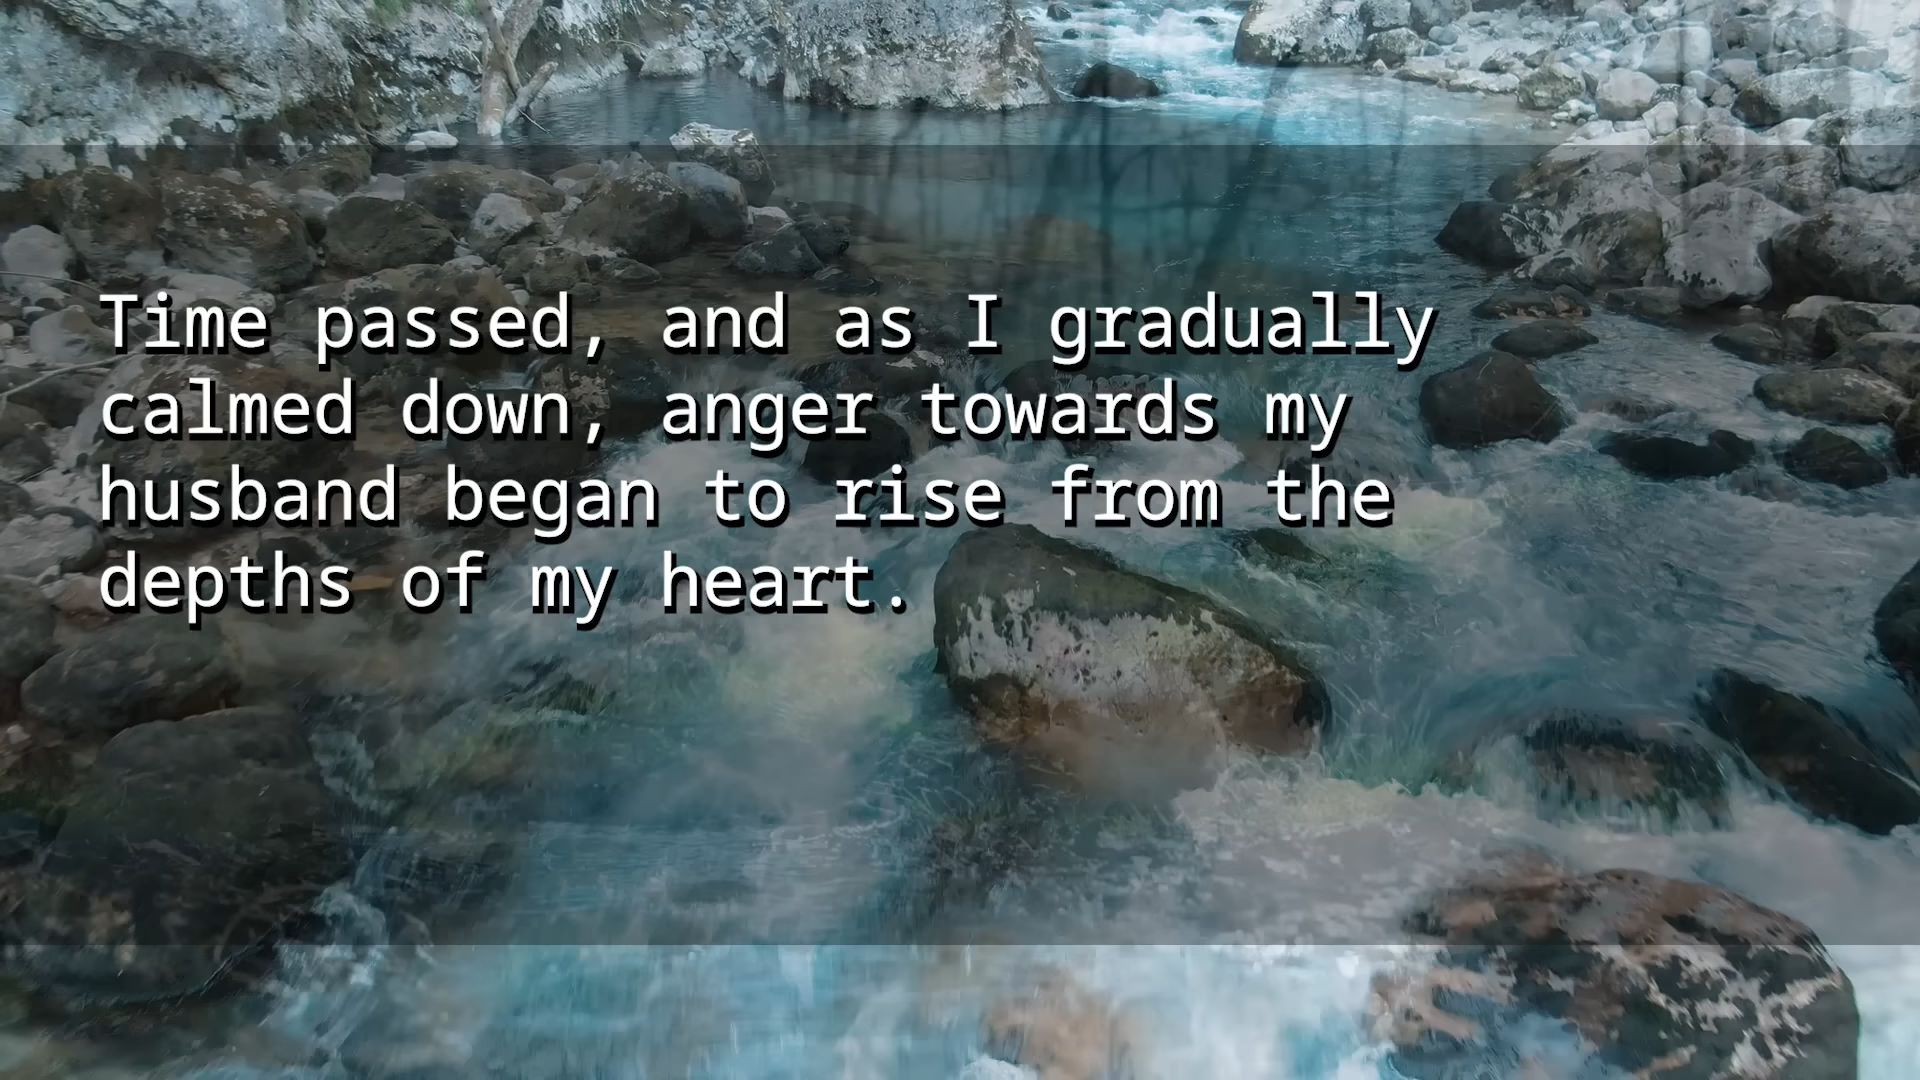 Time passed, and as I gradually
calmed down, anger towards my
husband began to rise from the
depths of my heart.